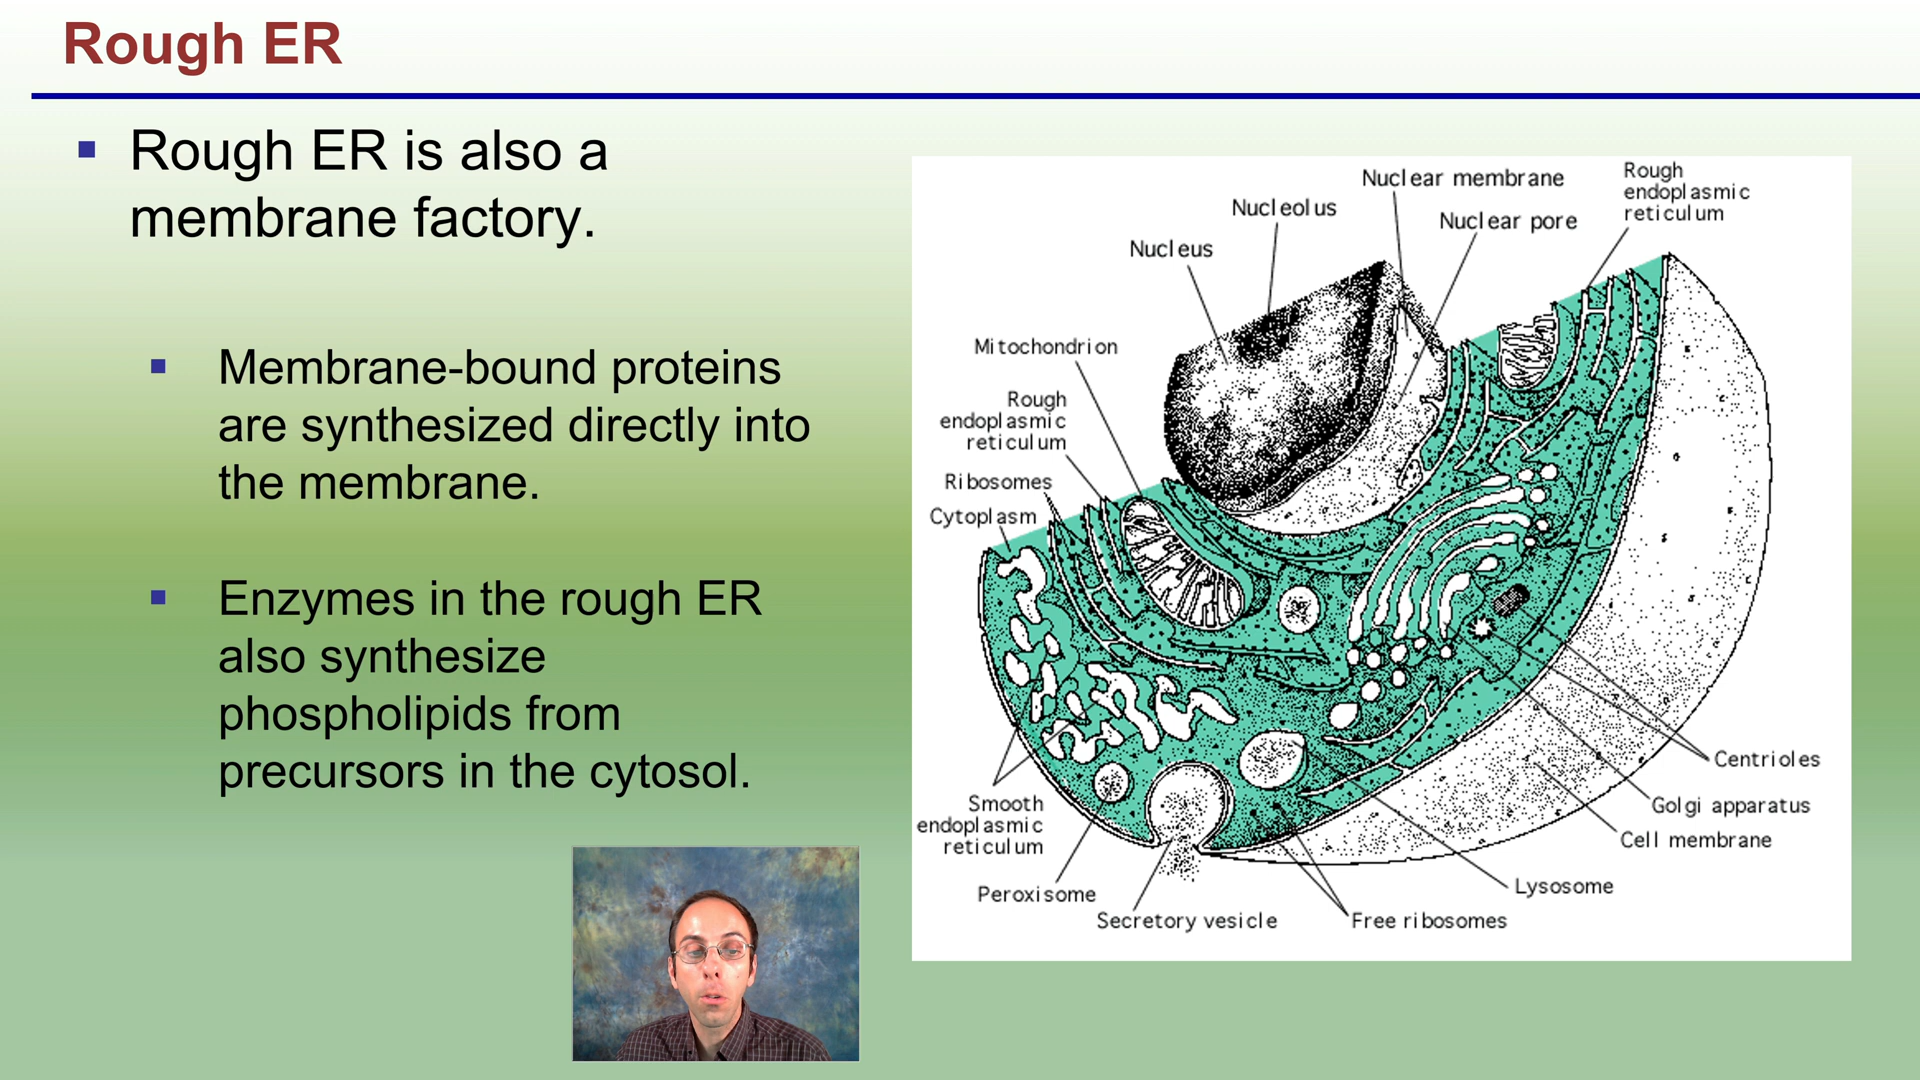 Rough ER
Rough ER is also a
membrane factory.
Membrane-bound proteins
are synthesized directly into
the membrane.
Enzymes in the rough ER
also synthesize
phospholipids from
precursors in the cytosol.
Nuclear membrane
Rough
endoplasmic
reticulum
Nucleolus
Nuclear pore
Nucleus
Mitochondrion
Rough
endoplasmic
reticulum
Ribosomes
Cytoplasm
Smooth
endoplasmic
reticulum
Peroxisome
Secretory vesicle
Free ribosomes
Lysosome
Cell membrane
Golgi apparatus
Centrioles